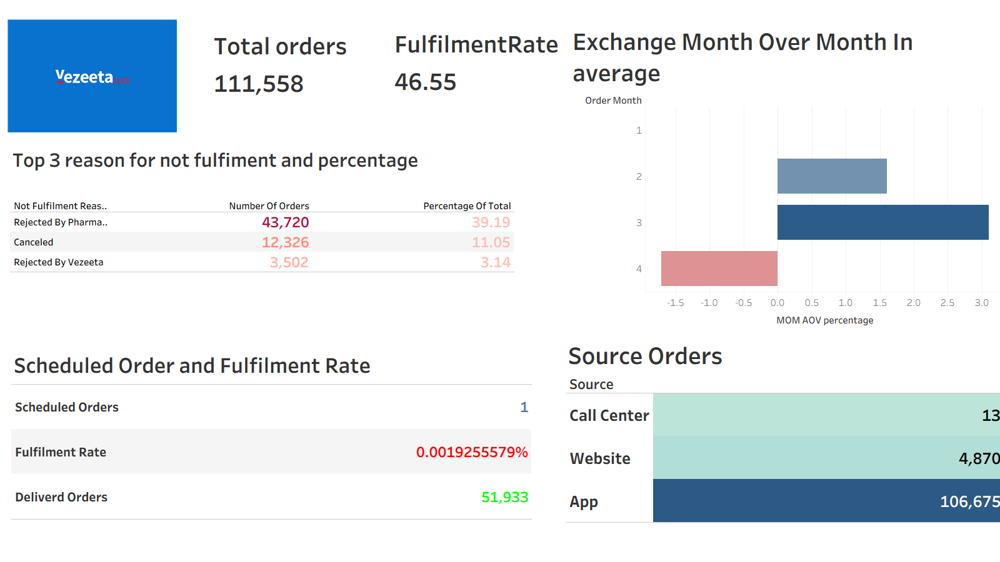 Vezeeta.com
Total orders
111,558
FulfilmentRate
46.55
Exchange Month Over Month In
average
Order Month
1
2
3
4
-1.5 -1.0 -0.5 0.0 0.5 1.0 1.5 2.0 2.5 3.0
MOM AOV percentage
Top 3 reason for not fulfiment and percentage
Not Fulfilment Reas.. Number Of Orders Percentage Of Total
Rejected By Pharma.. 43,720 39.19
Canceled 12,326 11.05
Rejected By Vezeeta 3,502 3.14
Scheduled Order and Fulfilment Rate
Scheduled Orders 1
Fulfilment Rate 0.0019255579%
Deliverd Orders 51,933
Source Orders
Source
Call Center 13
Website 4,870
App 106,675